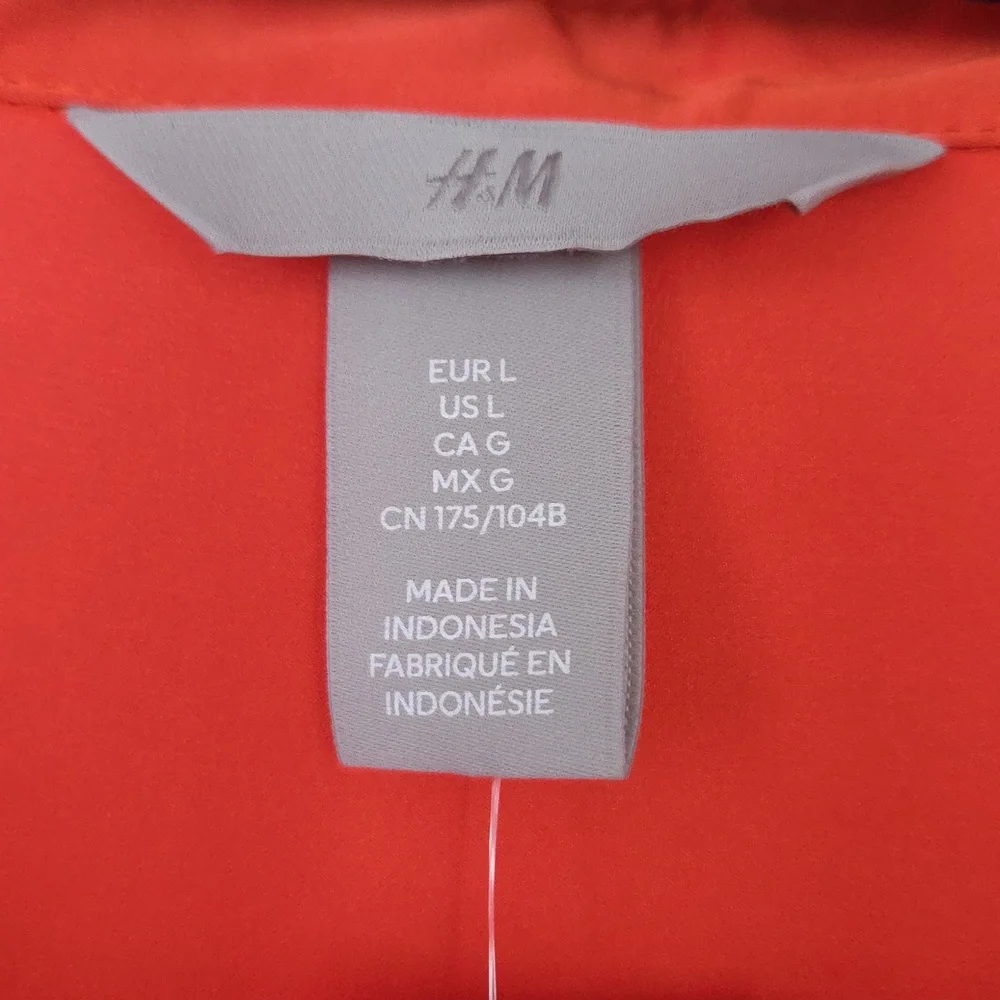 H&M
EUR L
US L
CA G
MX G
CN 175/104B
MADE IN
INDONESIA
FABRIQUÉ EN
INDONÉSIE